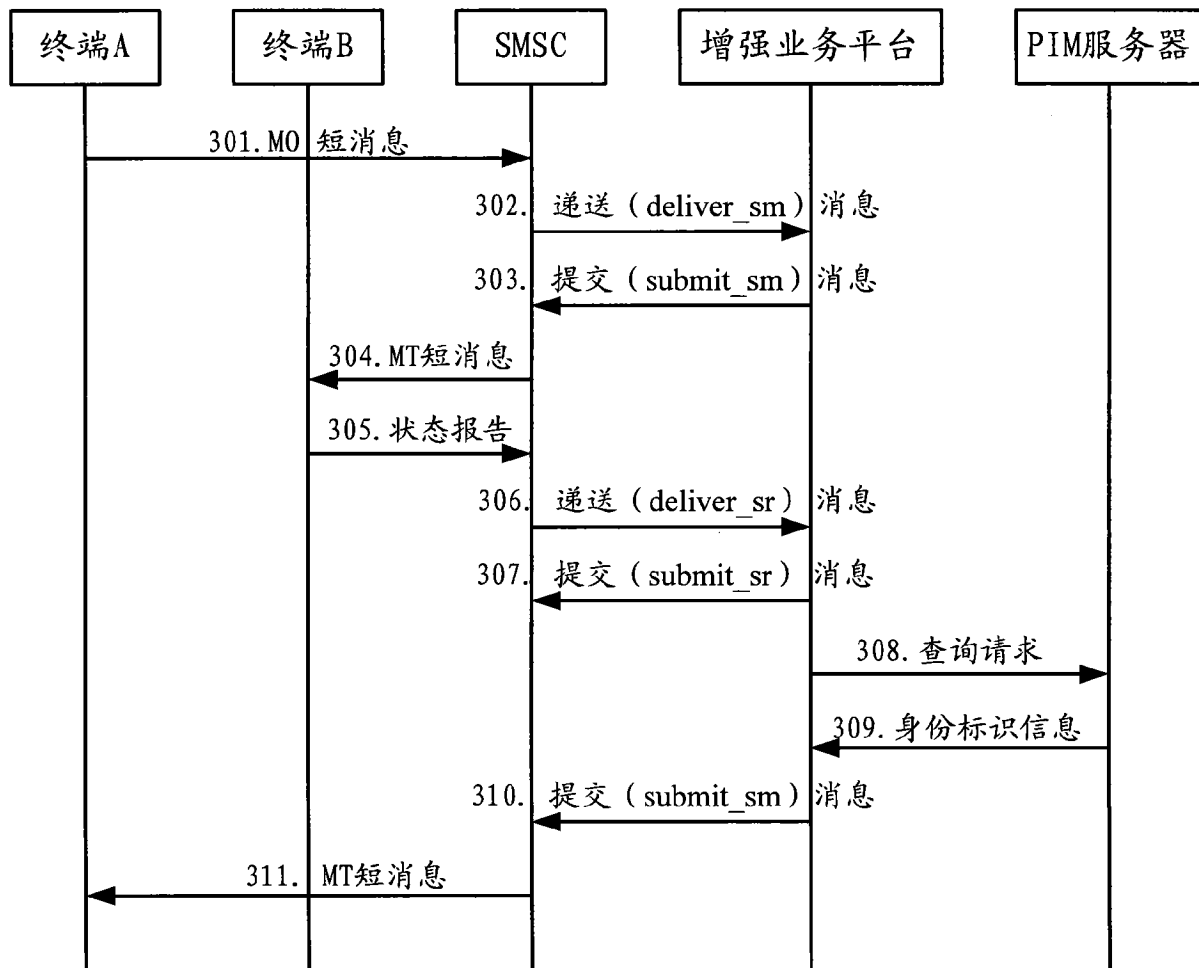 终端A
终端B
SMSC
增强业务平台
PIM服务器
301.MO 短消息
302. 递送（deliver_sm）消息
303. 提交（submit_sm）消息
304.MT短消息
305.状态报告
306. 递送（deliver_sr）消息
307. 提交（submit_sr）消息
308.查询请求
309.身份标识信息
310. 提交（submit_sm）消息
311. MT短消息